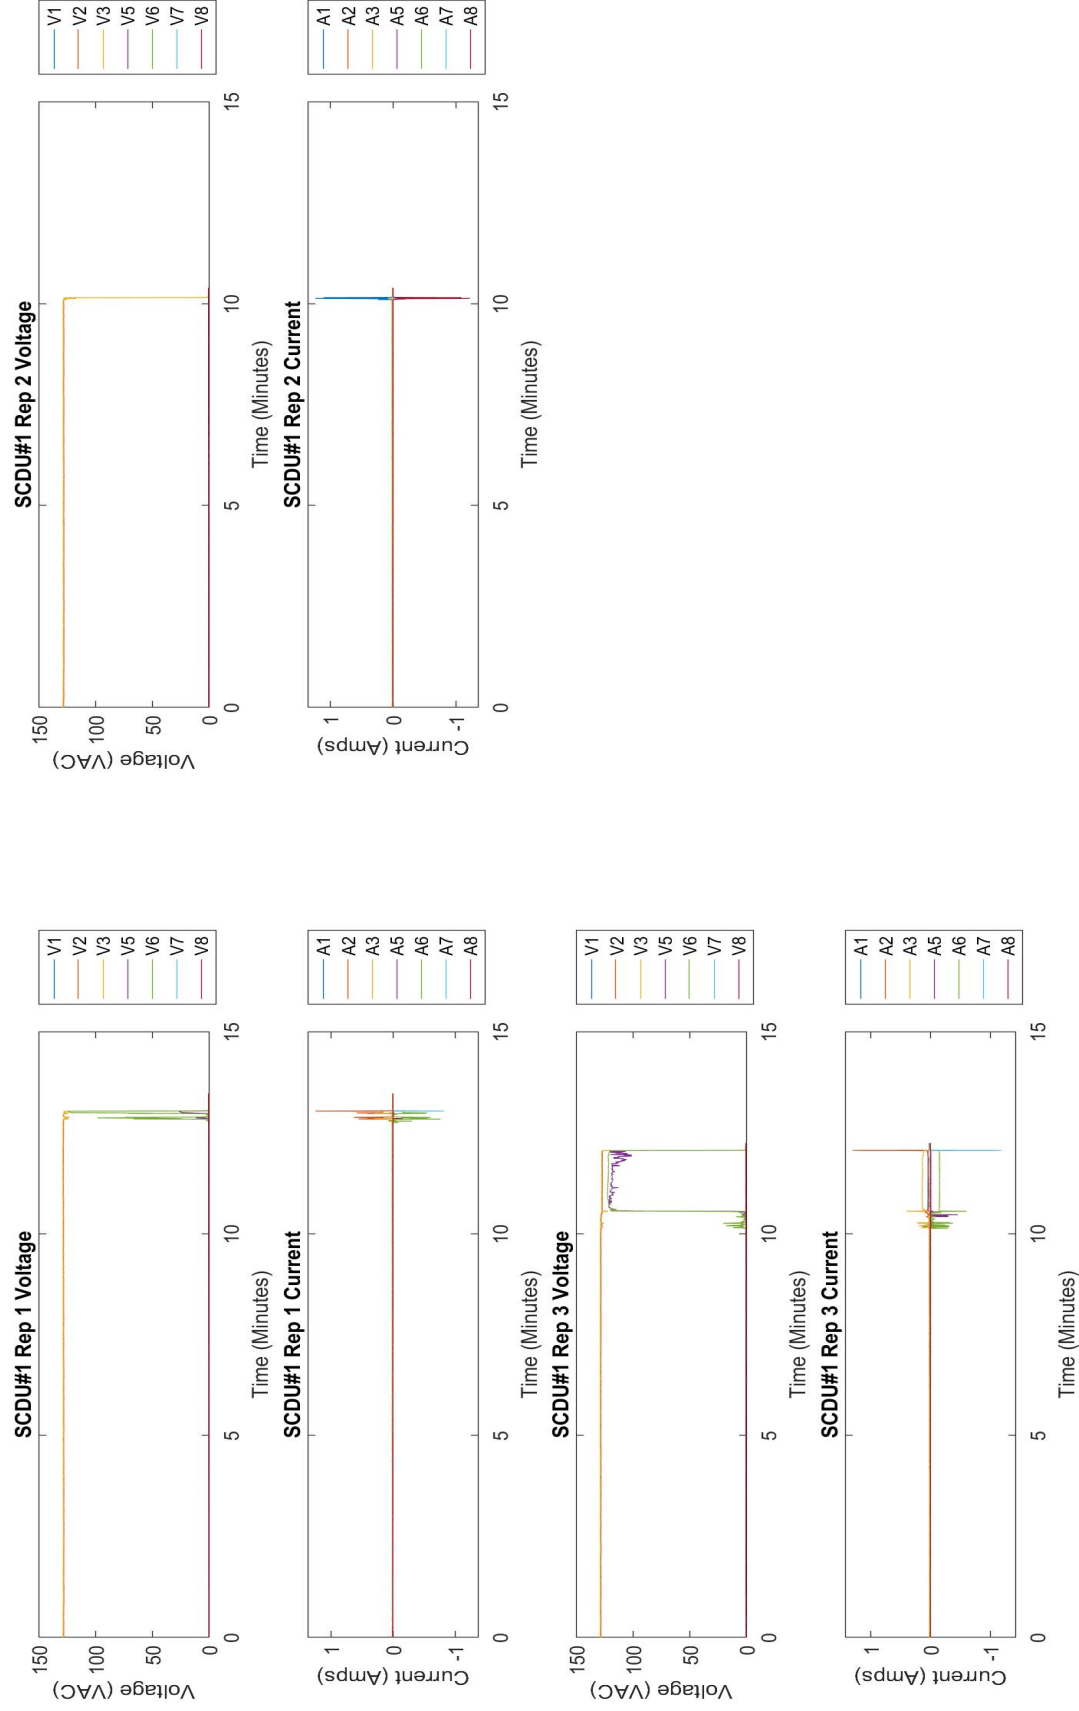 SCDU#1 Rep 1 Voltage
150
100
50
0
Voltage (VAC)
0
5
10
15
Time (Minutes)
V1
V2
V3
V5
V6
V7
V8
SCDU#1 Rep 2 Voltage
150
100
50
0
Voltage (VAC)
0
5
10
15
Time (Minutes)
V1
V2
V3
V5
V6
V7
V8
SCDU#1 Rep 1 Current
1
0
-1
Current (Amps)
0
5
10
15
Time (Minutes)
A1
A2
A3
A5
A6
A7
A8
SCDU#1 Rep 2 Current
1
0
-1
Current (Amps)
0
5
10
15
Time (Minutes)
A1
A2
A3
A5
A6
A7
A8
SCDU#1 Rep 3 Voltage
150
100
50
0
Voltage (VAC)
0
5
10
15
Time (Minutes)
V1
V2
V3
V5
V6
V7
V8
SCDU#1 Rep 3 Current
1
0
-1
Current (Amps)
0
5
10
15
Time (Minutes)
A1
A2
A3
A5
A6
A7
A8